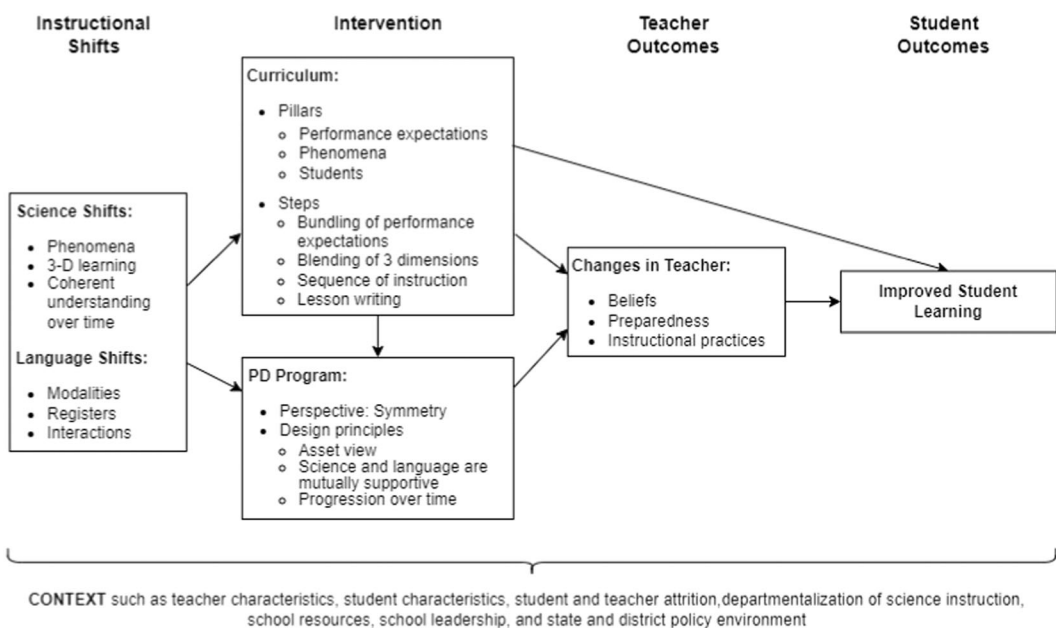 Instructional
Shifts
Intervention
Teacher
Outcomes
Student
Outcomes
Science Shifts:
• Phenomena
• 3-D learning
• Coherent
understanding
over time
Language Shifts:
• Modalities
• Registers
• Interactions
Curriculum:
• Pillars
o Performance expectations
o Phenomena
o Students
• Steps
o Bundling of performance
expectations
o Blending of 3 dimensions
o Sequence of instruction
o Lesson writing
PD Program:
• Perspective: Symmetry
• Design principles
o Asset view
o Science and language are
mutually supportive
o Progression over time
Changes in Teacher:
• Beliefs
• Preparedness
• Instructional practices
Improved Student
Learning
CONTEXT such as teacher characteristics, student characteristics, student and teacher attrition,departmentalization of science instruction,
school resources, school leadership, and state and district policy environment